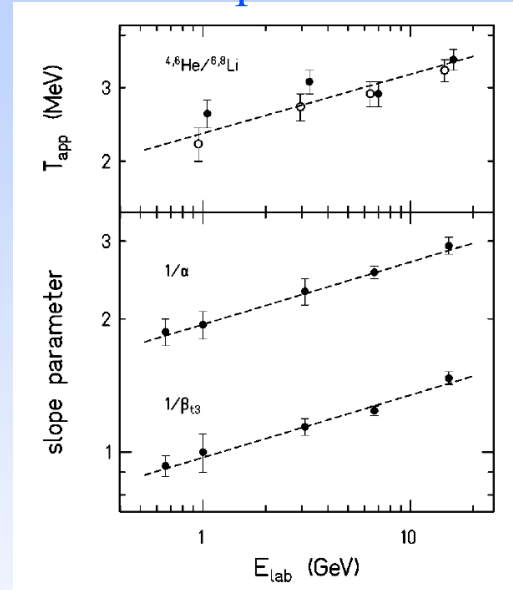 ⁴,⁶He/⁶,⁸Li
3
2
T_app (MeV)
3
1/α
2
1/β_t3
1
slope parameter
1
10
E_lab (GeV)